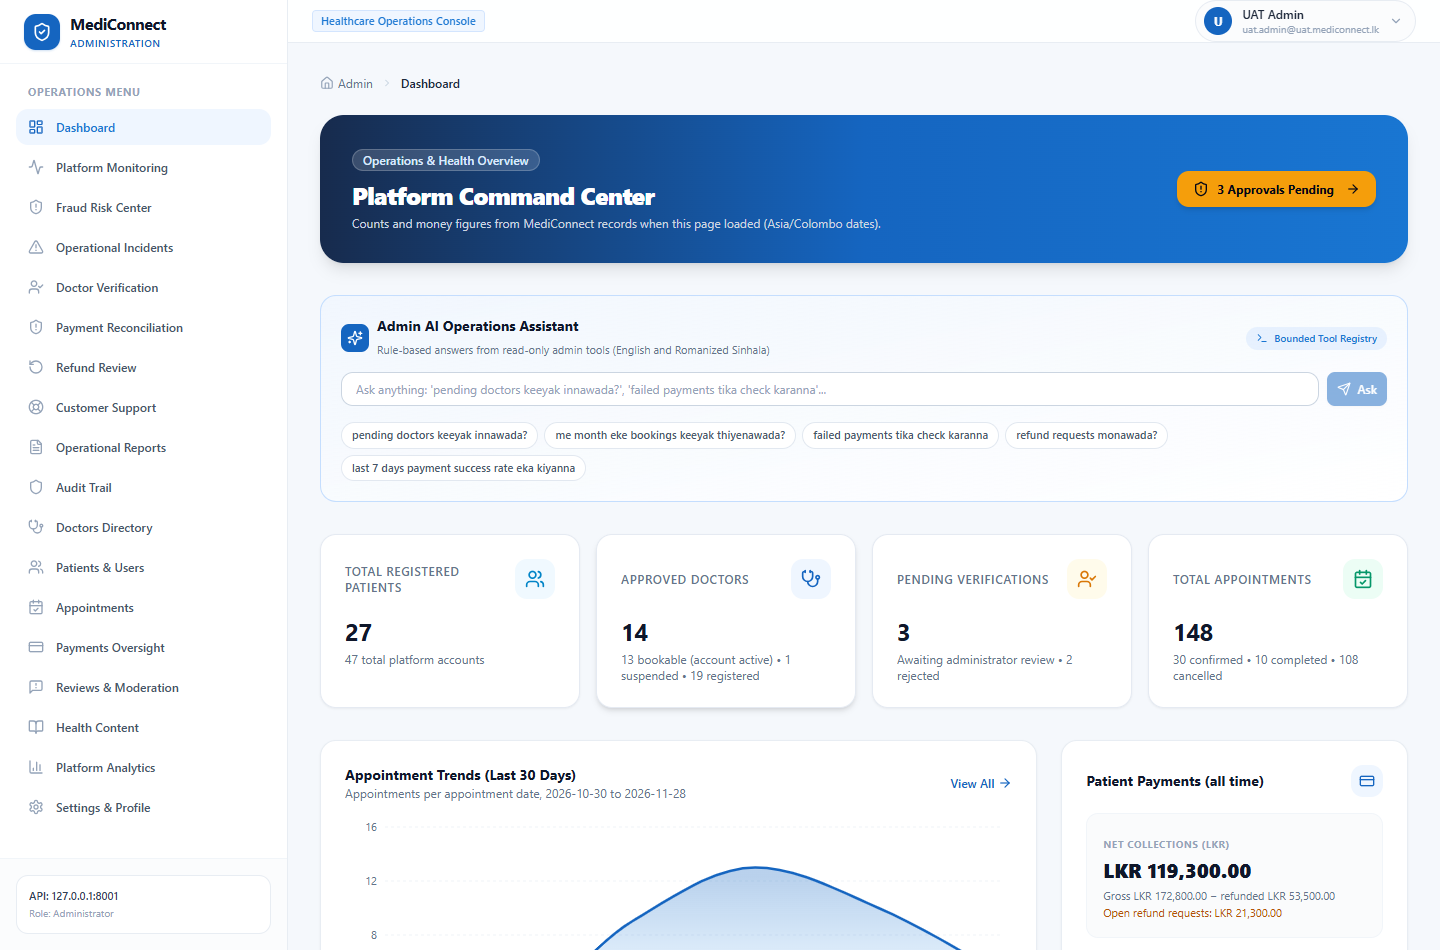 MediConnect
ADMINISTRATION
OPERATIONS MENU
Dashboard
Platform Monitoring
Fraud Risk Center
Operational Incidents
Doctor Verification
Payment Reconciliation
Refund Review
Customer Support
Operational Reports
Audit Trail
Doctors Directory
Patients & Users
Appointments
Payments Oversight
Reviews & Moderation
Health Content
Platform Analytics
Settings & Profile
API: 127.0.0.1:8001
Role: Administrator
Healthcare Operations Console
U
UAT Admin
uat.admin@uat.mediconnect.lk
Admin
Dashboard
Operations & Health Overview
Platform Command Center
Counts and money figures from MediConnect records when this page loaded (Asia/Colombo dates).
3 Approvals Pending
Admin AI Operations Assistant
Rule-based answers from read-only admin tools (English and Romanized Sinhala)
Bounded Tool Registry
Ask anything: 'pending doctors keeyak innawada?', 'failed payments tika check karanna'...
Ask
pending doctors keeyak innawada?
me month eke bookings keeyak thiyenawada?
failed payments tika check karanna
refund requests monawada?
last 7 days payment success rate eka kiyanna
TOTAL REGISTERED
PATIENTS
27
47 total platform accounts
APPROVED DOCTORS
14
13 bookable (account active) • 1
suspended • 19 registered
PENDING VERIFICATIONS
3
Awaiting administrator review • 2
rejected
TOTAL APPOINTMENTS
148
30 confirmed • 10 completed • 108
cancelled
Appointment Trends (Last 30 Days)
Appointments per appointment date, 2026-10-30 to 2026-11-28
View All
16
12
8
Patient Payments (all time)
NET COLLECTIONS (LKR)
LKR 119,300.00
Gross LKR 172,800.00 − refunded LKR 53,500.00
Open refund requests: LKR 21,300.00